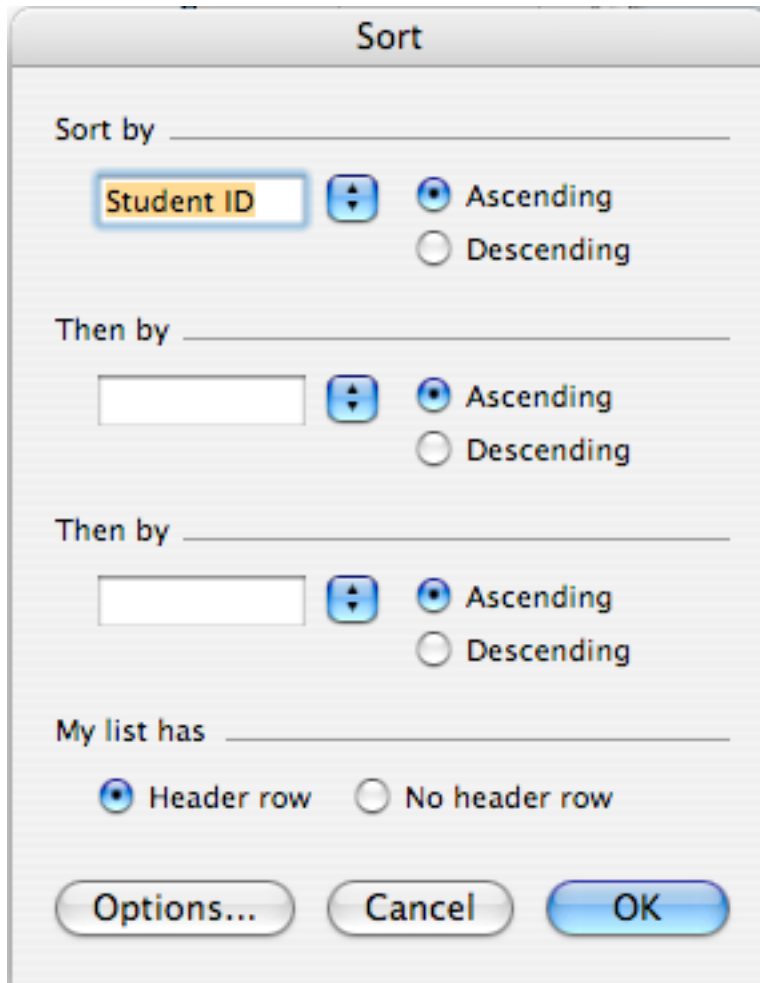 Sort
Sort by
Student ID
Ascending
Descending
Then by
Ascending
Descending
Then by
Ascending
Descending
My list has
Header row No header row
Options... Cancel OK